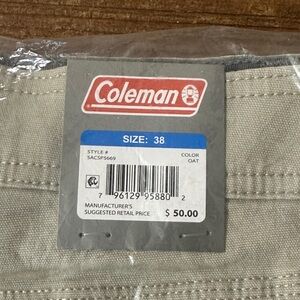 Coleman
SIZE: 38
STYLE #
SACSP5669
COLOR
OAT
7 96129 95880 2
MANUFACTURER'S
SUGGESTED RETAIL PRICE $ 50.00